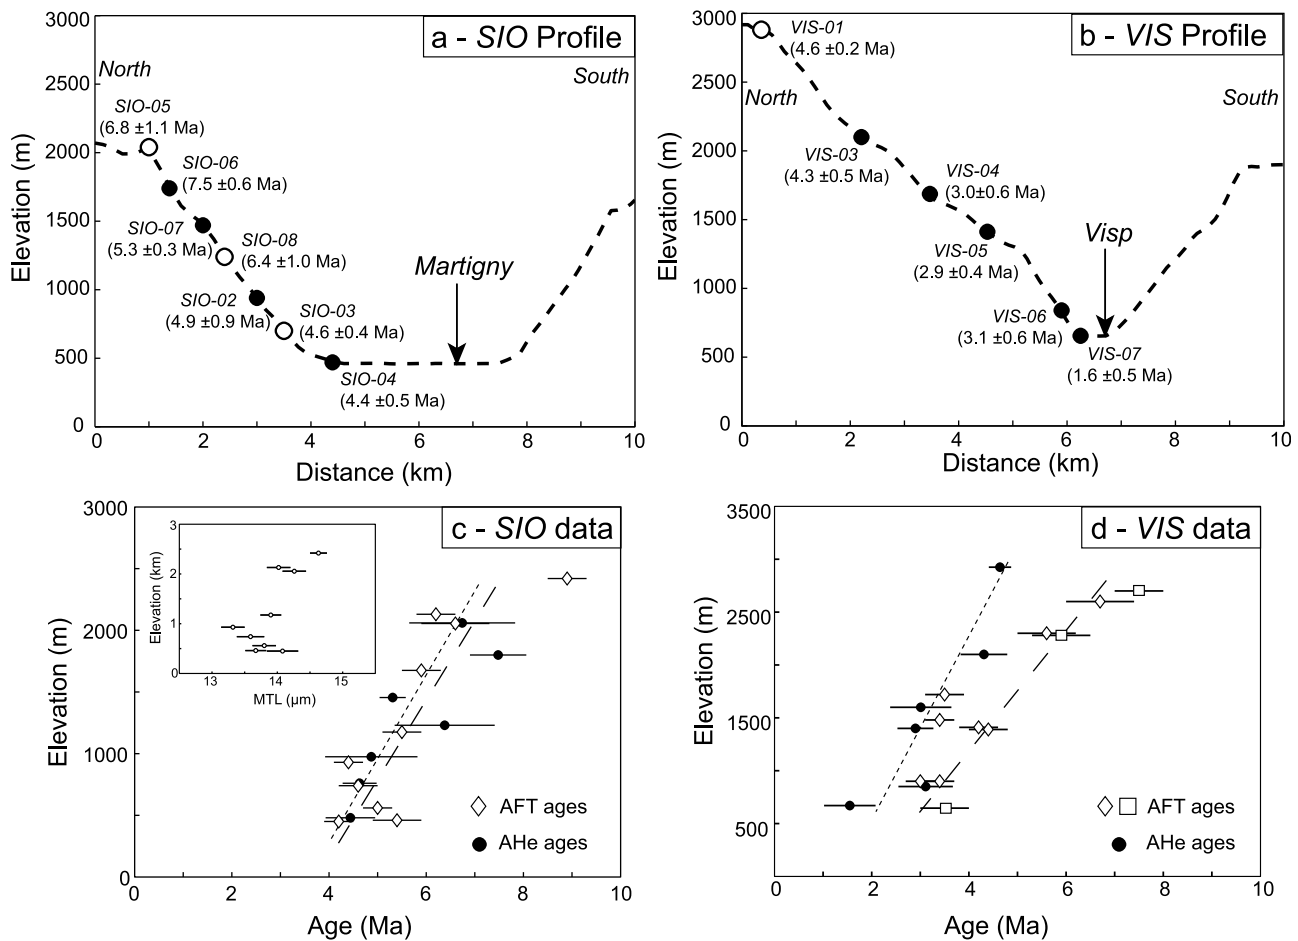 a - SIO Profile
3000
2500
2000
1500
1000
500
0
Elevation (m)
North
South
SIO-05
(6.8 ±1.1 Ma)
SIO-06
(7.5 ±0.6 Ma)
SIO-07
(5.3 ±0.3 Ma)
SIO-08
(6.4 ±1.0 Ma)
SIO-02
(4.9 ±0.9 Ma)
SIO-03
(4.6 ±0.4 Ma)
SIO-04
(4.4 ±0.5 Ma)
Martigny
0 2 4 6 8 10
Distance (km)
b - VIS Profile
3000
2500
2000
1500
1000
500
0
Elevation (m)
North
South
VIS-01
(4.6 ±0.2 Ma)
VIS-03
(4.3 ±0.5 Ma)
VIS-04
(3.0±0.6 Ma)
VIS-05
(2.9 ±0.4 Ma)
VIS-06
(3.1 ±0.6 Ma)
VIS-07
(1.6 ±0.5 Ma)
Visp
0 2 4 6 8 10
Distance (km)
c - SIO data
3000
2000
1000
0
Elevation (m)
3
2
1
0
Elevation (km)
13 14 15
MTL (µm)
AFT ages
AHe ages
0 2 4 6 8 10
Age (Ma)
d - VIS data
3500
2500
1500
500
Elevation (m)
AFT ages
AHe ages
0 2 4 6 8 10
Age (Ma)